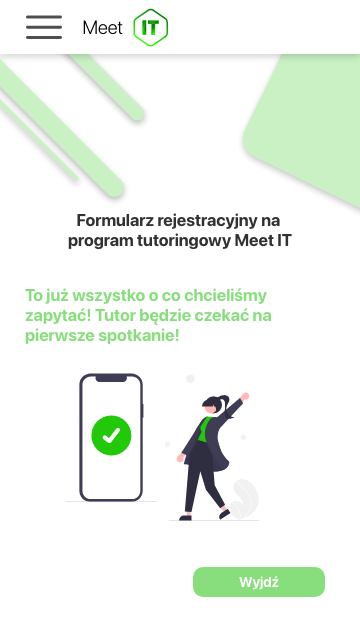 Meet IT
Formularz rejestracyjny na
program tutoringowy Meet IT
To już wszystko o co chcieliśmy
zapytać! Tutor będzie czekać na
pierwsze spotkanie!
Wyjdź